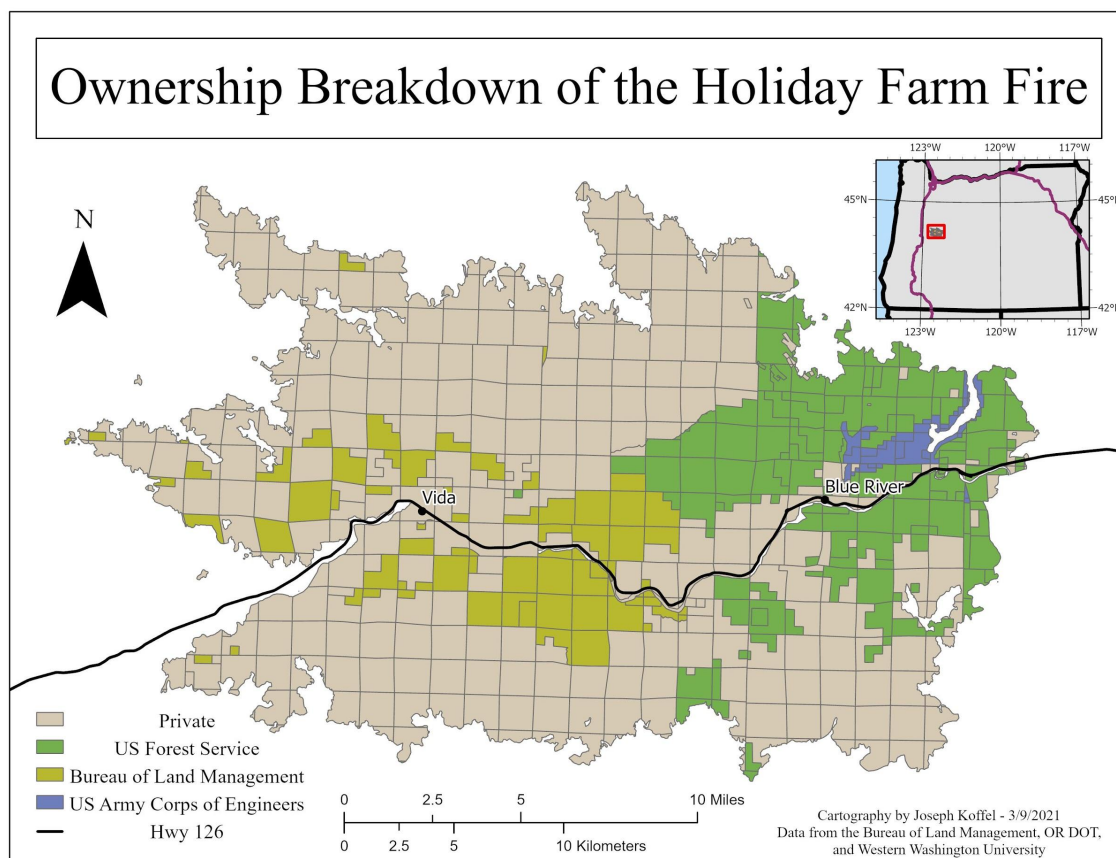 Ownership Breakdown of the Holiday Farm Fire
123°W 120°W 117°W
45°N 45°N
42°N 42°N
123°W 120°W 117°W
N
Vida
Blue River
Private
US Forest Service
Bureau of Land Management
US Army Corps of Engineers
Hwy 126
0 2.5 5 10 Miles
0 2.5 5 10 Kilometers
Cartography by Joseph Koffel - 3/9/2021
Data from the Bureau of Land Management, OR DOT,
and Western Washington University